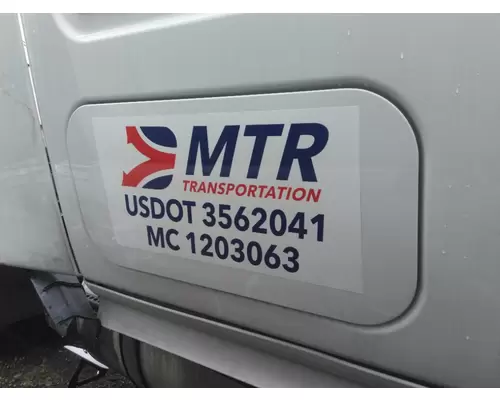 MTR
TRANSPORTATION
USDOT 3562041
MC 1203063